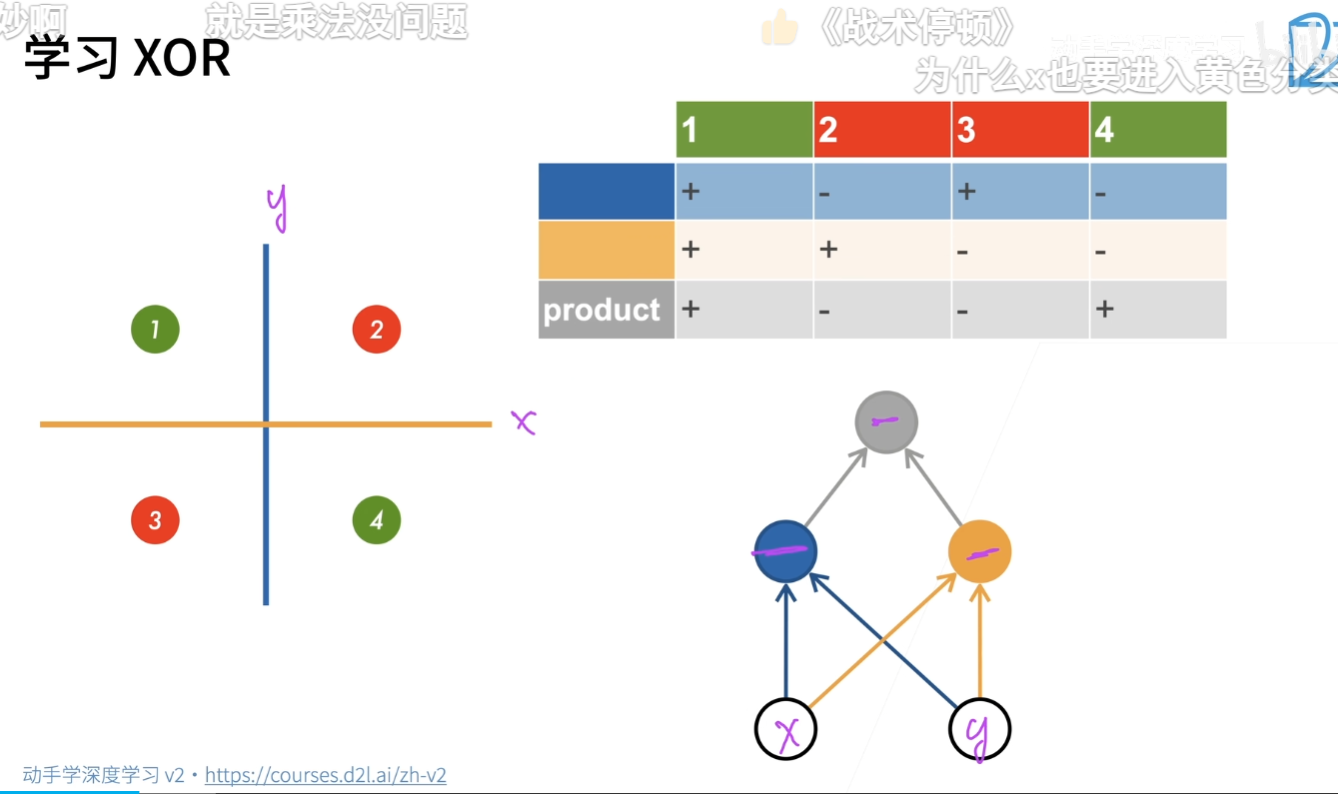 妙啊 就是乘法没问题 《战术停顿》
学习 XOR
为什么x也要进入黄色分类
1 2 3 4
+ - + -
+ + - -
product + - - +
y
1 2
x
3 4
- 
- -
x y
动手学深度学习 v2 • https://courses.d2l.ai/zh-v2